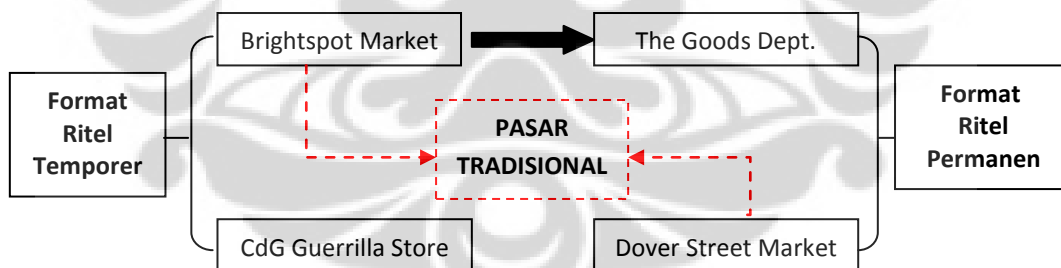 Brightspot Market
The Goods Dept.
Format
Ritel
Temporer
PASAR
TRADISIONAL
Format
Ritel
Permanen
CdG Guerrilla Store
Dover Street Market